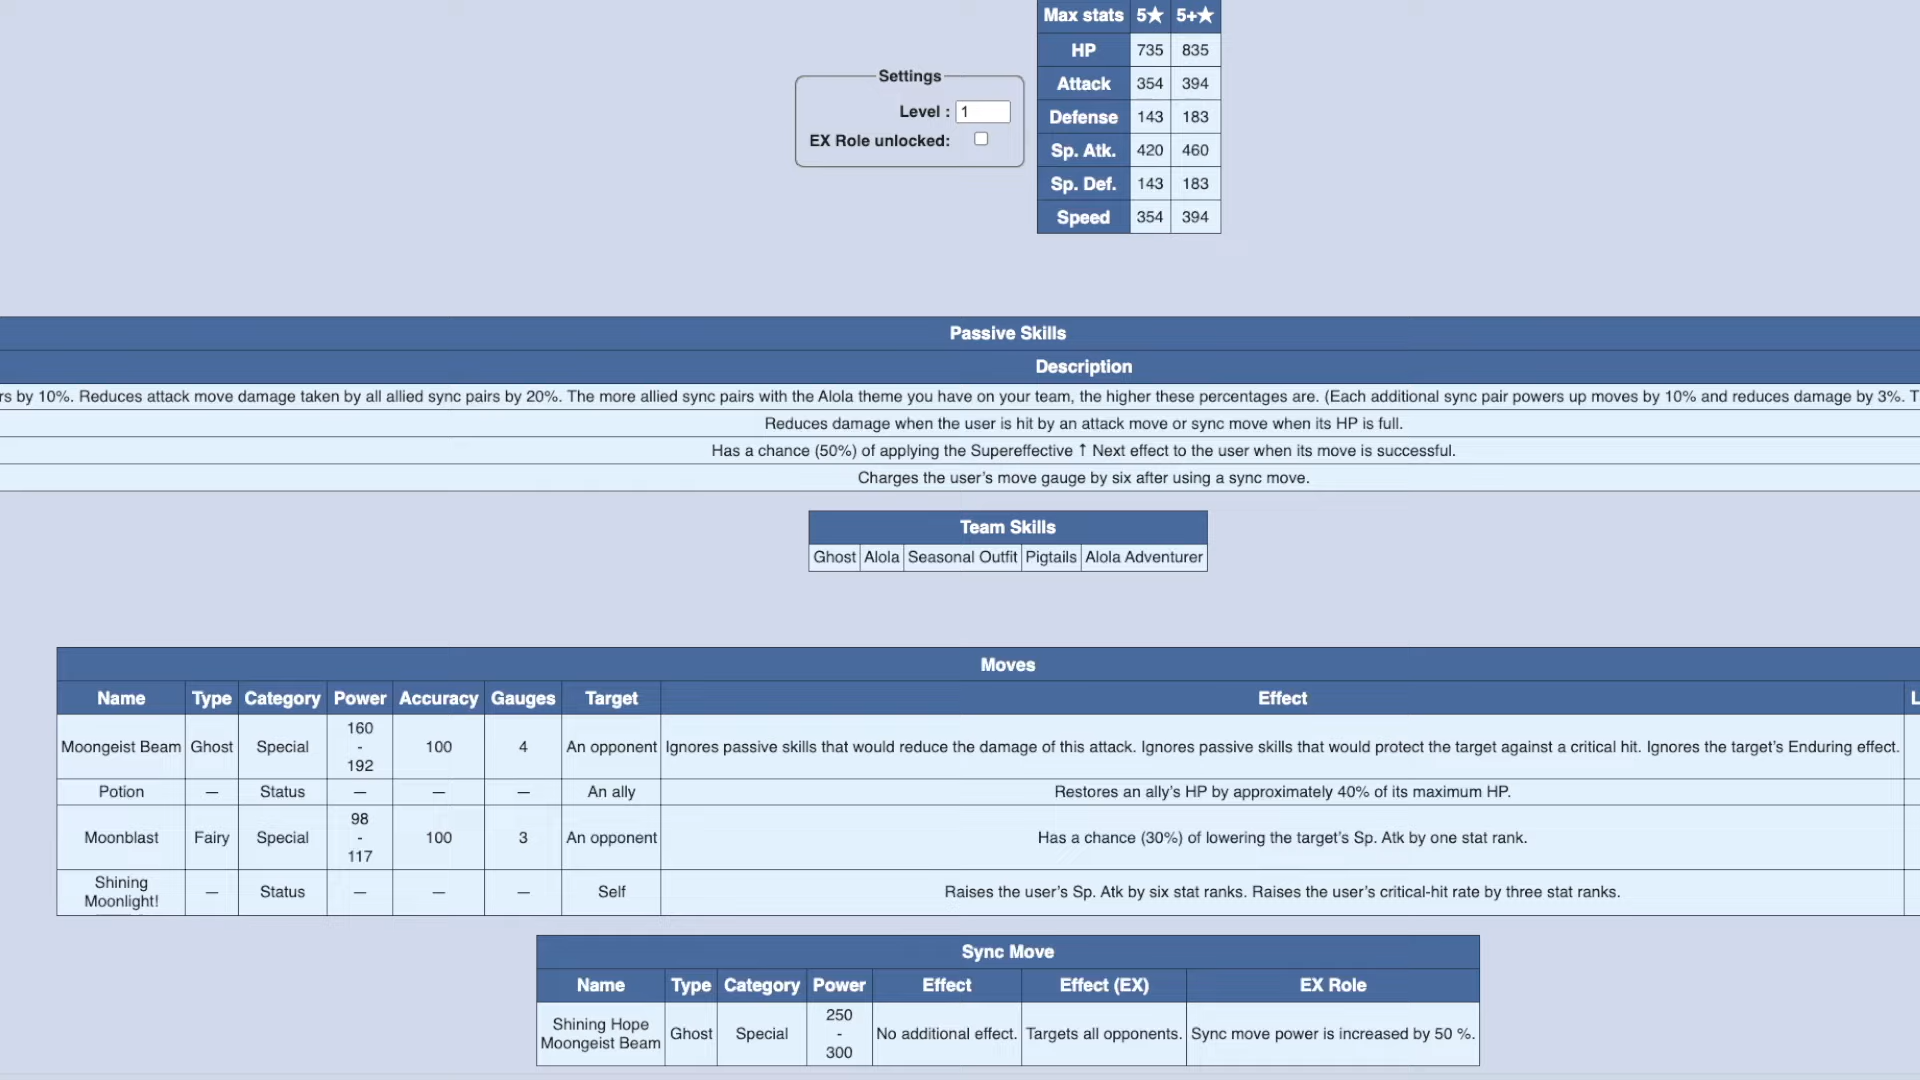 Max stats 5★ 5+★
HP 735 835
Attack 354 394
Defense 143 183
Sp. Atk. 420 460
Sp. Def. 143 183
Speed 354 394
Settings
Level : 1
EX Role unlocked:
Passive Skills
Description
rs by 10%. Reduces attack move damage taken by all allied sync pairs by 20%. The more allied sync pairs with the Alola theme you have on your team, the higher these percentages are. (Each additional sync pair powers up moves by 10% and reduces damage by 3%. T
Reduces damage when the user is hit by an attack move or sync move when its HP is full.
Has a chance (50%) of applying the Supereffective ↑ Next effect to the user when its move is successful.
Charges the user’s move gauge by six after using a sync move.
Team Skills
Ghost Alola Seasonal Outfit Pigtails Alola Adventurer
Moves
Name Type Category Power Accuracy Gauges Target Effect L
Moongeist Beam Ghost Special 160 - 192 100 4 An opponent Ignores passive skills that would reduce the damage of this attack. Ignores passive skills that would protect the target against a critical hit. Ignores the target’s Enduring effect.
Potion — Status — — — An ally Restores an ally’s HP by approximately 40% of its maximum HP.
Moonblast Fairy Special 98 - 117 100 3 An opponent Has a chance (30%) of lowering the target’s Sp. Atk by one stat rank.
Shining Moonlight! — Status — — — Self Raises the user’s Sp. Atk by six stat ranks. Raises the user’s critical-hit rate by three stat ranks.
Sync Move
Name Type Category Power Effect Effect (EX) EX Role
Shining Hope Moongeist Beam Ghost Special 250 - 300 No additional effect. Targets all opponents. Sync move power is increased by 50 %.